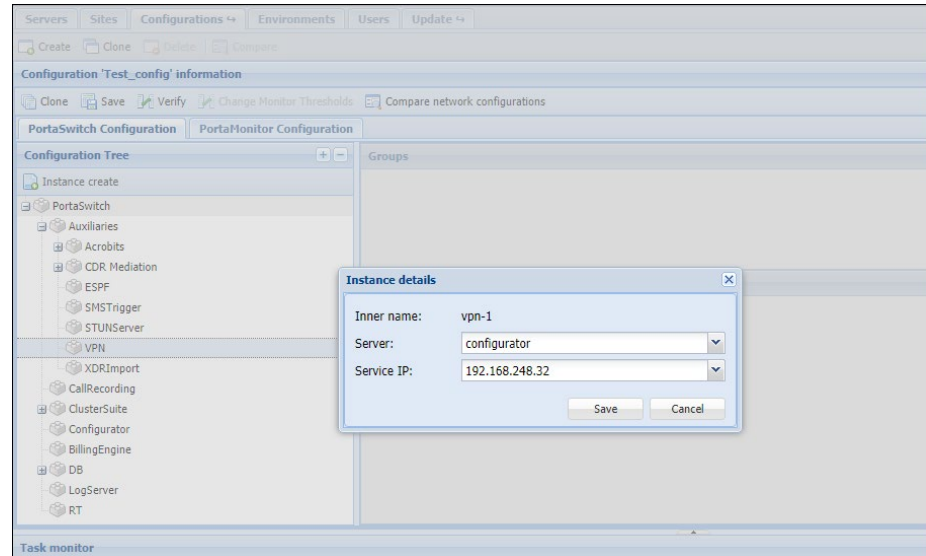 Servers Sites Configurations ↪ Environments Users Update ↪
Create Clone Delete Compare
Configuration 'Test_config' information
Clone Save Verify Change Monitor Thresholds Compare network configurations
PortaSwitch Configuration PortaMonitor Configuration
Configuration Tree
Groups
Instance create
PortaSwitch
Auxiliaries
Acrobits
CDR Mediation
ESPF
SMSTrigger
STUNServer
VPN
XDRImport
CallRecording
ClusterSuite
Configurator
BillingEngine
DB
LogServer
RT
Instance details
Inner name: vpn-1
Server: configurator
Service IP: 192.168.248.32
Save Cancel
Task monitor